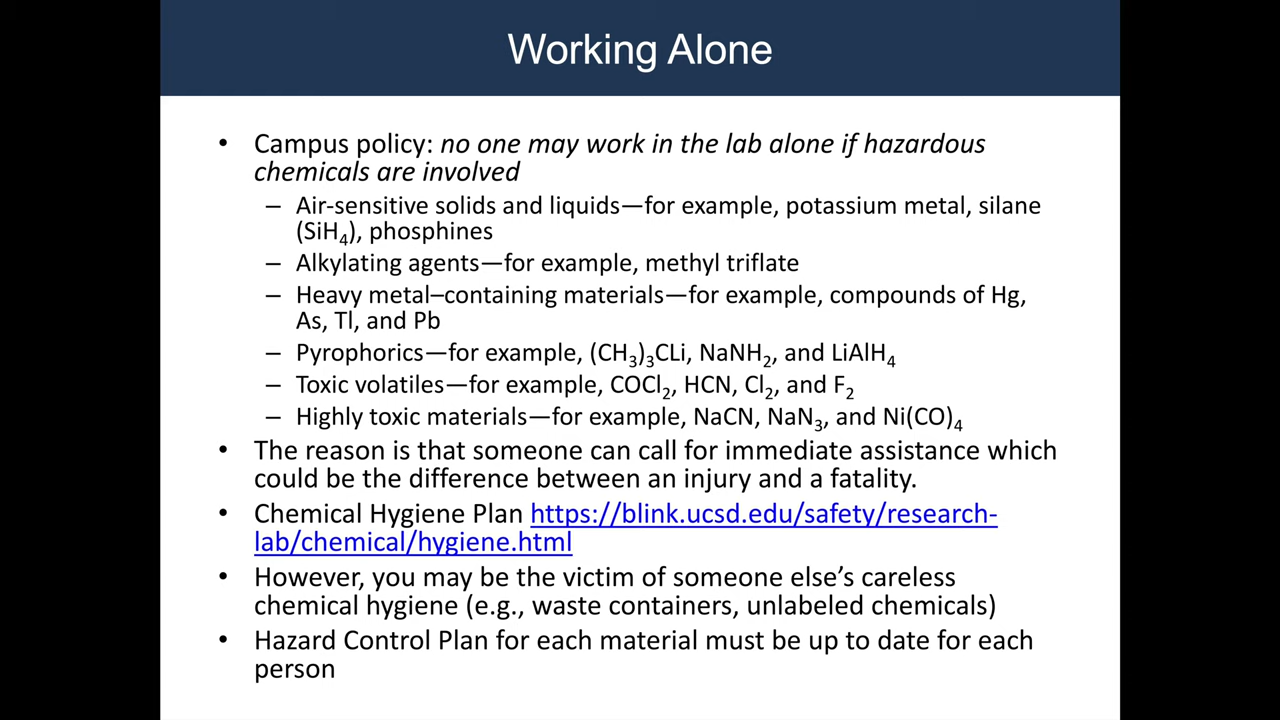 Working Alone
• Campus policy: no one may work in the lab alone if hazardous
chemicals are involved
– Air-sensitive solids and liquids—for example, potassium metal, silane
(SiH₄), phosphines
– Alkylating agents—for example, methyl triflate
– Heavy metal–containing materials—for example, compounds of Hg,
As, Tl, and Pb
– Pyrophorics—for example, (CH₃)₃CLi, NaNH₂, and LiAlH₄
– Toxic volatiles—for example, COCl₂, HCN, Cl₂, and F₂
– Highly toxic materials—for example, NaCN, NaN₃, and Ni(CO)₄
• The reason is that someone can call for immediate assistance which
could be the difference between an injury and a fatality.
• Chemical Hygiene Plan https://blink.ucsd.edu/safety/research-
lab/chemical/hygiene.html
• However, you may be the victim of someone else’s careless
chemical hygiene (e.g., waste containers, unlabeled chemicals)
• Hazard Control Plan for each material must be up to date for each
person